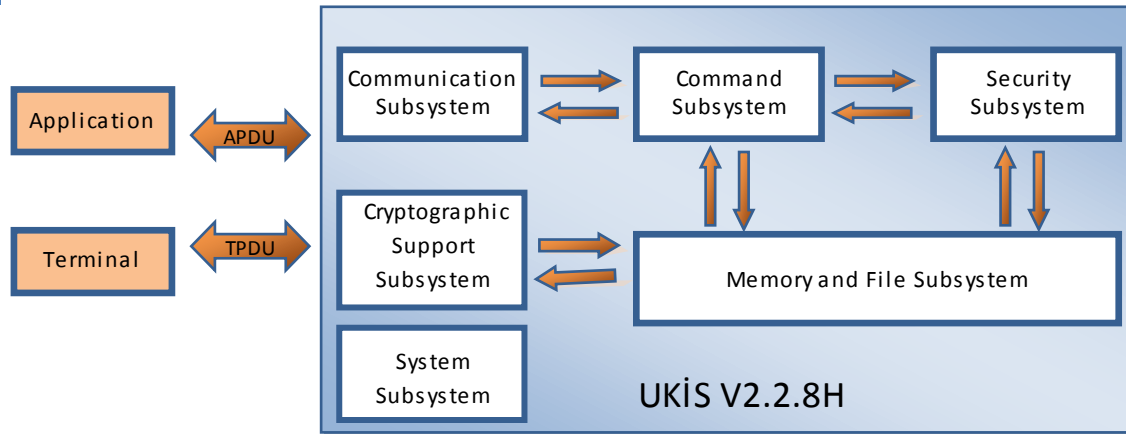 Application
APDU
Terminal
TPDU
Communication
Subsystem
Command
Subsystem
Security
Subsystem
Cryptographic
Support
Subsystem
Memory and File Subsystem
System
Subsystem
UKİS V2.2.8H